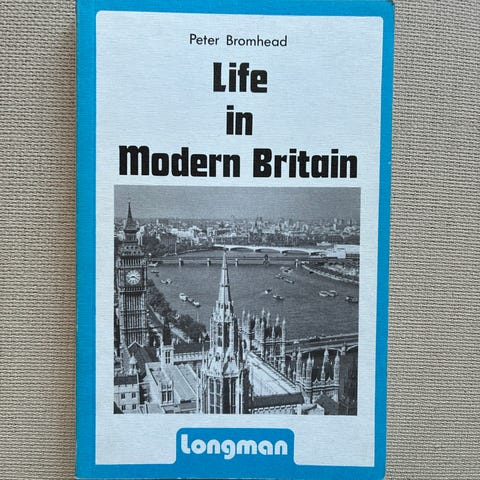 Peter Bromhead
Life
in
Modern Britain
Longman